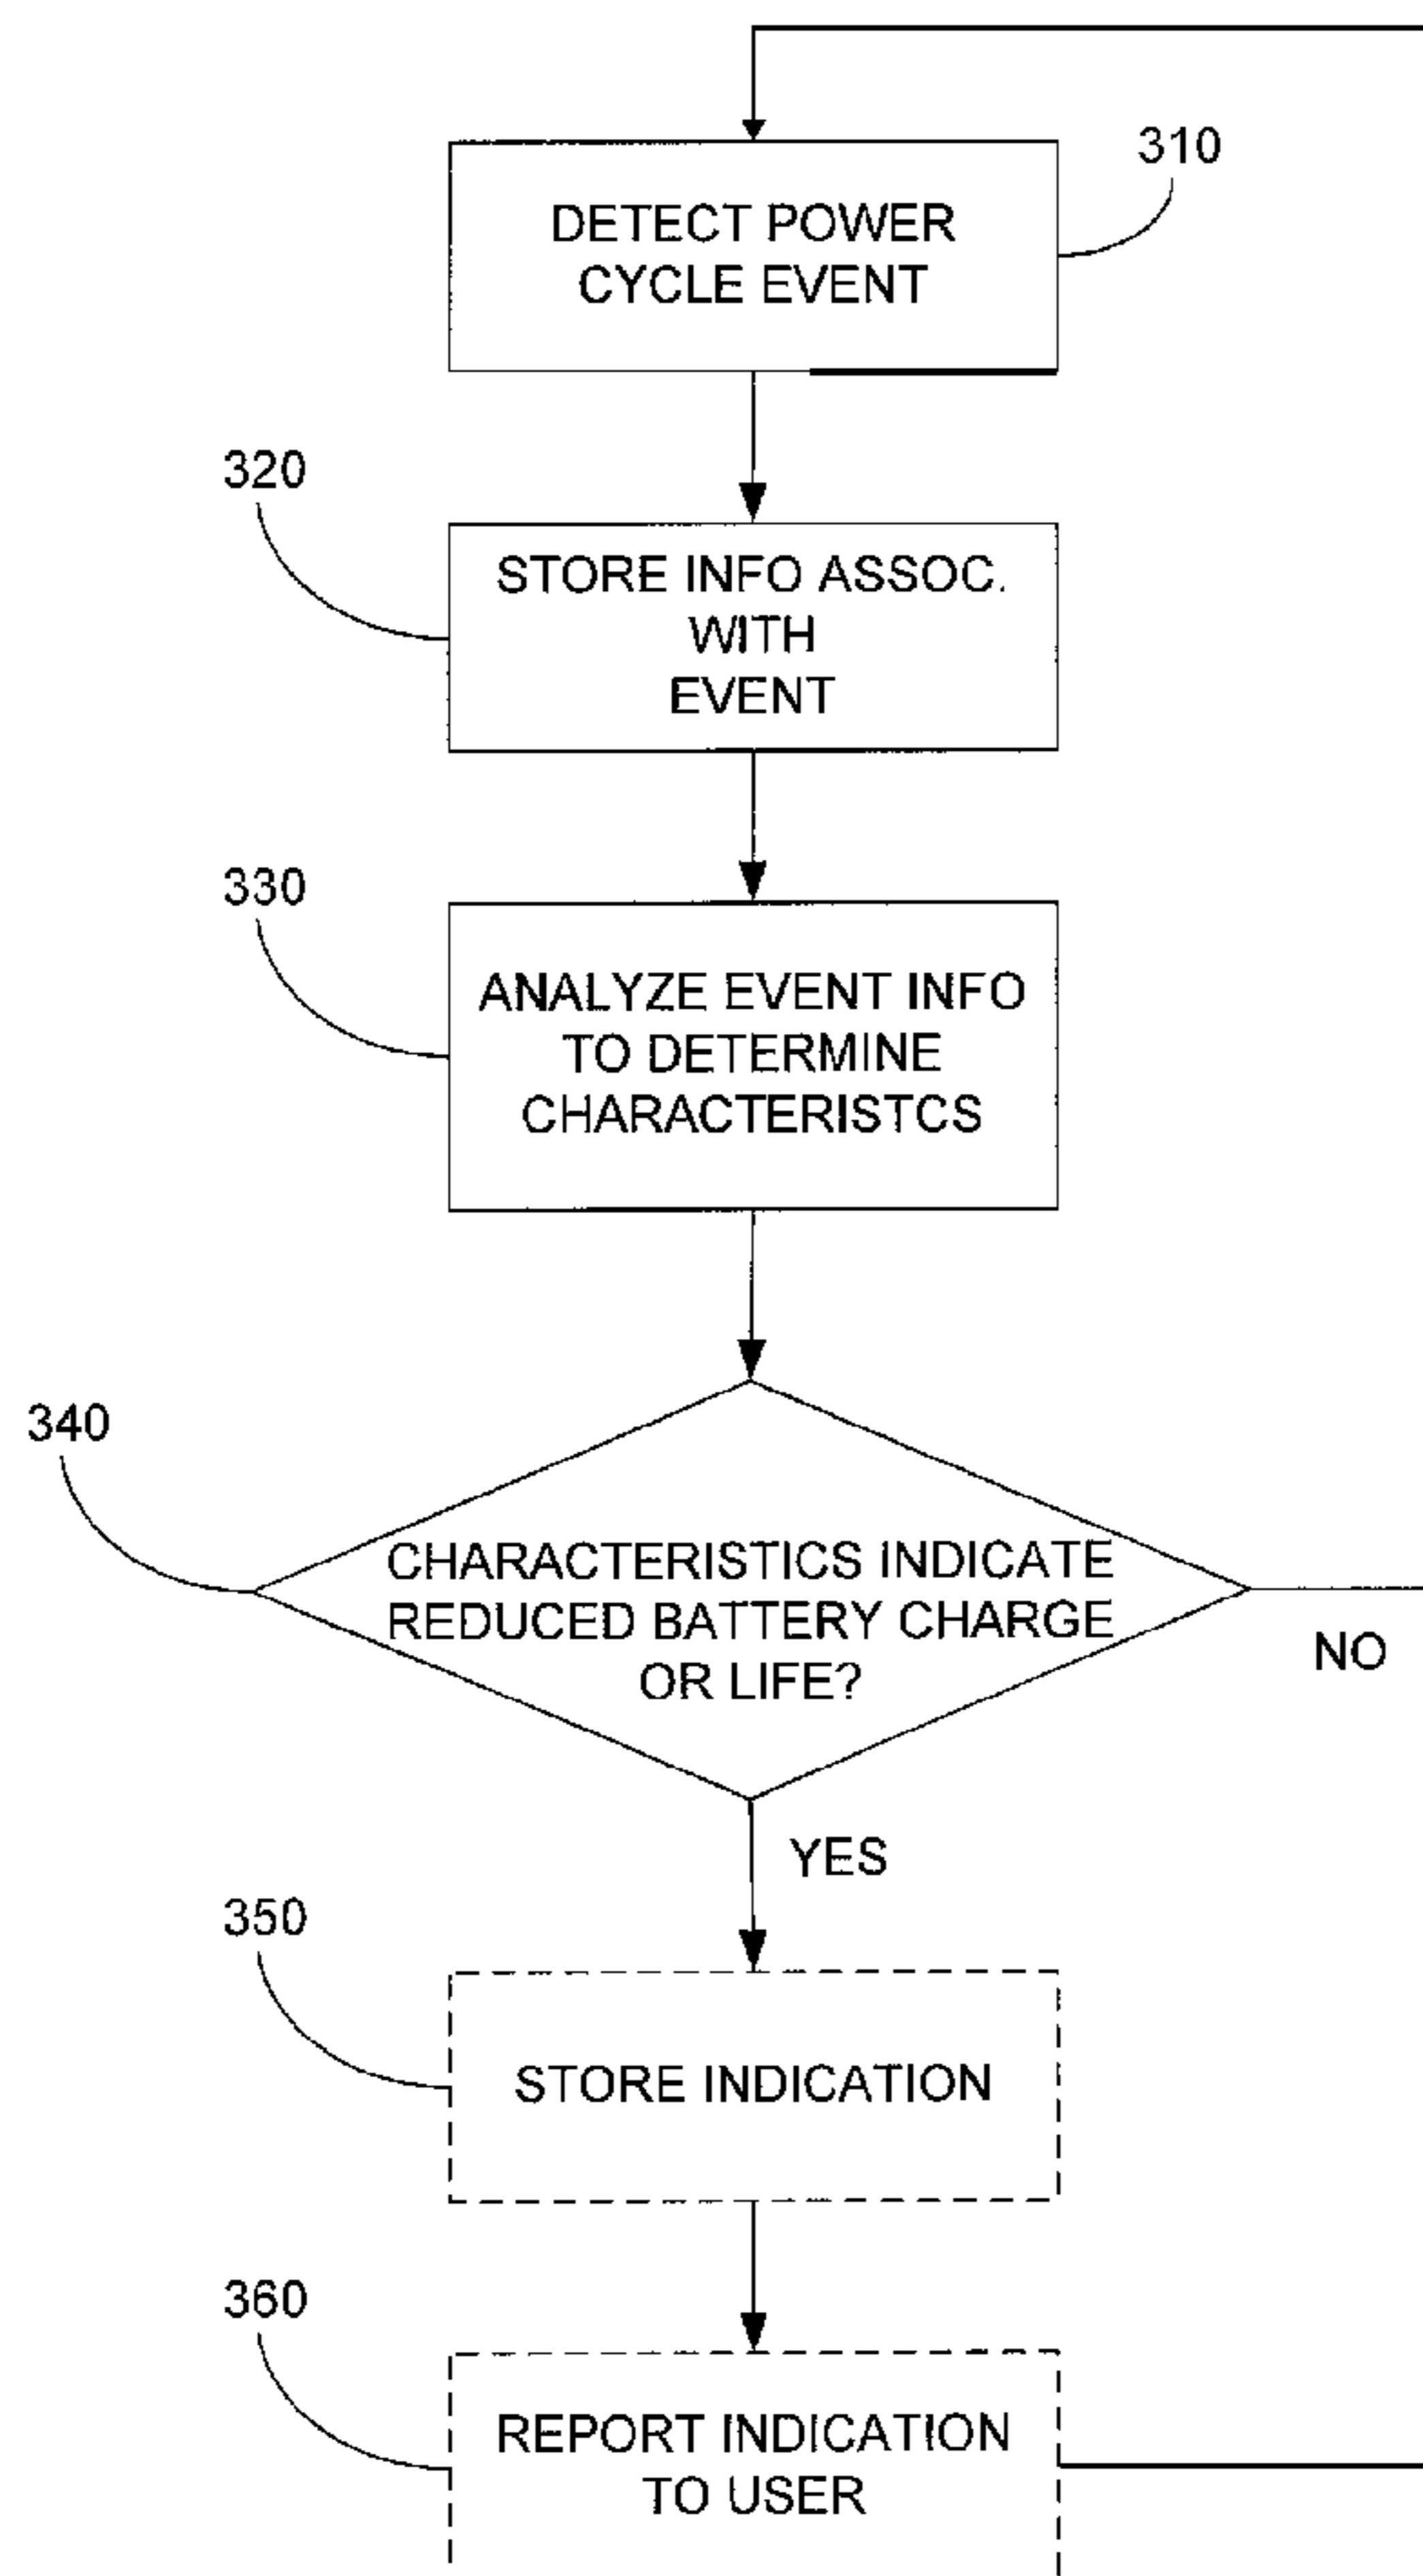 310
DETECT POWER
CYCLE EVENT
320
STORE INFO ASSOC.
WITH
EVENT
330
ANALYZE EVENT INFO
TO DETERMINE
CHARACTERISTCS
340
CHARACTERISTICS INDICATE
REDUCED BATTERY CHARGE
OR LIFE?
NO
YES
350
STORE INDICATION
360
REPORT INDICATION
TO USER